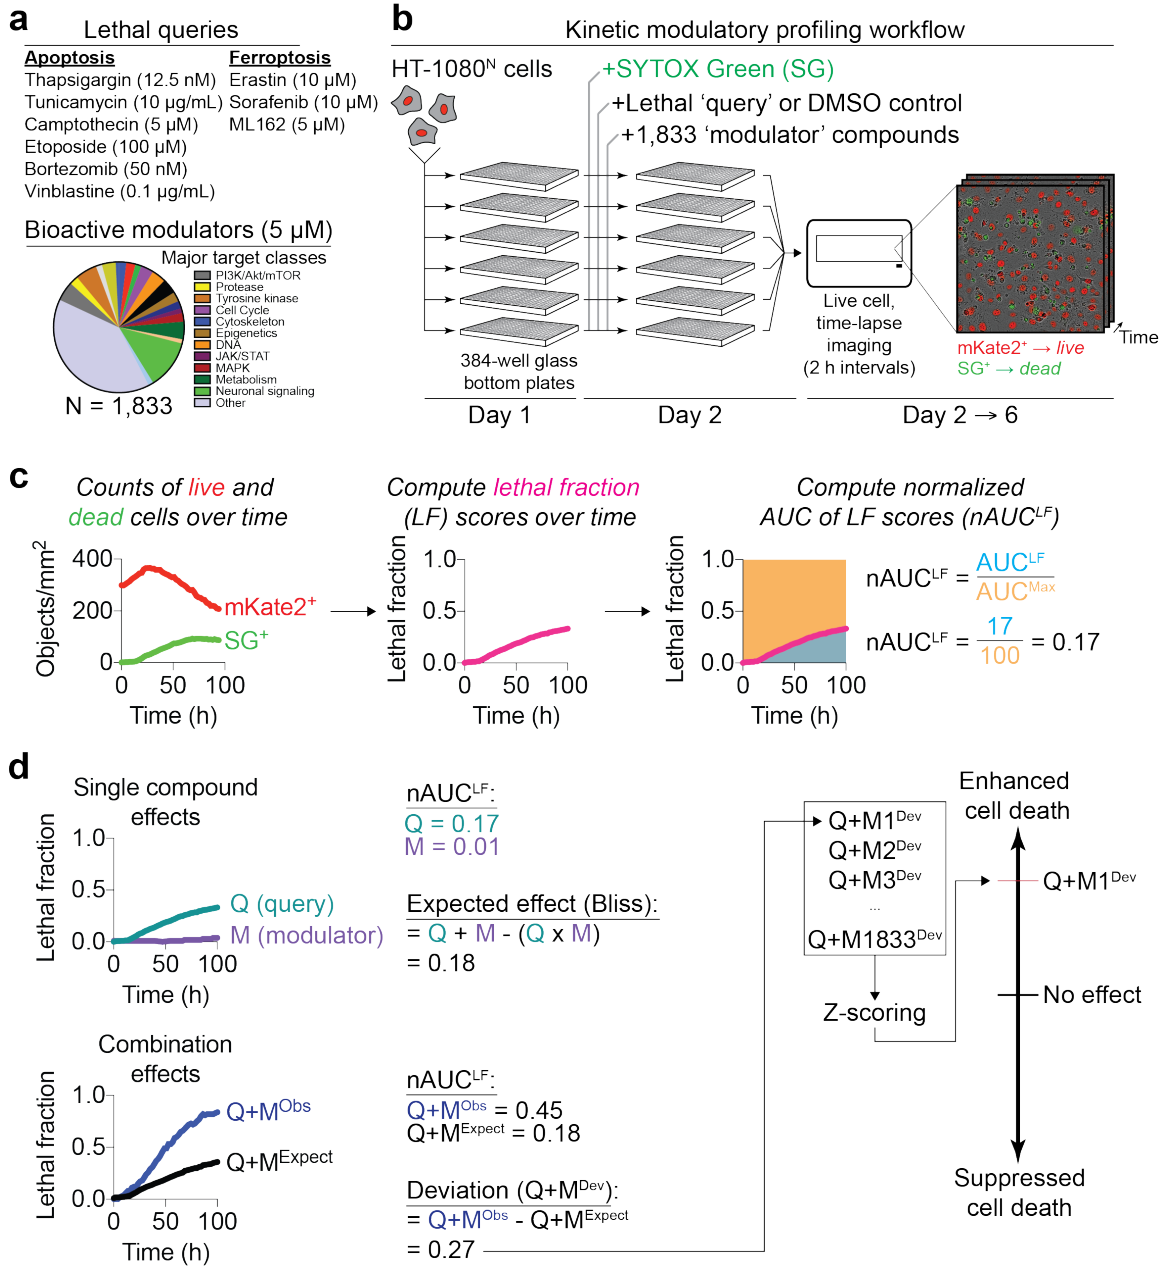 a
Lethal queries
Apoptosis
Thapsigargin (12.5 nM)
Tunicamycin (10 µg/mL)
Camptothecin (5 µM)
Etoposide (100 µM)
Bortezomib (50 nM)
Vinblastine (0.1 µg/mL)
Ferroptosis
Erastin (10 µM)
Sorafenib (10 µM)
ML162 (5 µM)
Bioactive modulators (5 µM)
Major target classes
PI3K/Akt/mTOR
Protease
Tyrosine kinase
Cell Cycle
Cytoskeleton
Epigenetics
DNA
JAK/STAT
MAPK
Metabolism
Neuronal signaling
Other
N = 1,833
b
Kinetic modulatory profiling workflow
HT-1080ᴺ cells
+SYTOX Green (SG)
+Lethal ‘query’ or DMSO control
+1,833 ‘modulator’ compounds
384-well glass
bottom plates
Live cell,
time-lapse
imaging
(2 h intervals)
Time
mKate2⁺ → live
SG⁺ → dead
Day 1
Day 2
Day 2 → 6
c
Counts of live and
dead cells over time
Objects/mm²
400
200
0
mKate2⁺
SG⁺
0 50 100
Time (h)
Compute lethal fraction
(LF) scores over time
Lethal fraction
1.0
0.5
0.0
0 50 100
Time (h)
Compute normalized
AUC of LF scores (nAUCᴸᶠ)
Lethal fraction
1.0
0.5
0.0
0 50 100
Time (h)
nAUCᴸᶠ = AUCᴸᶠ / AUCᴹᵃˣ
nAUCᴸᶠ = 17 / 100 = 0.17
d
Single compound
effects
Lethal fraction
1.0
0.5
0.0
Q (query)
M (modulator)
0 50 100
Time (h)
nAUCᴸᶠ:
Q = 0.17
M = 0.01
Expected effect (Bliss):
= Q + M - (Q x M)
= 0.18
Combination
effects
Lethal fraction
1.0
0.5
0.0
Q+Mᴼᵇˢ
Q+Mᴱˣᵖᵉᶜᵗ
0 50 100
Time (h)
nAUCᴸᶠ:
Q+Mᴼᵇˢ = 0.45
Q+Mᴱˣᵖᵉᶜᵗ = 0.18
Deviation (Q+Mᴰᵉᵛ):
= Q+Mᴼᵇˢ - Q+Mᴱˣᵖᵉᶜᵗ
= 0.27
Q+M1ᴰᵉᵛ
Q+M2ᴰᵉᵛ
Q+M3ᴰᵉᵛ
...
Q+M1833ᴰᵉᵛ
Z-scoring
Enhanced
cell death
Q+M1ᴰᵉᵛ
No effect
Suppressed
cell death